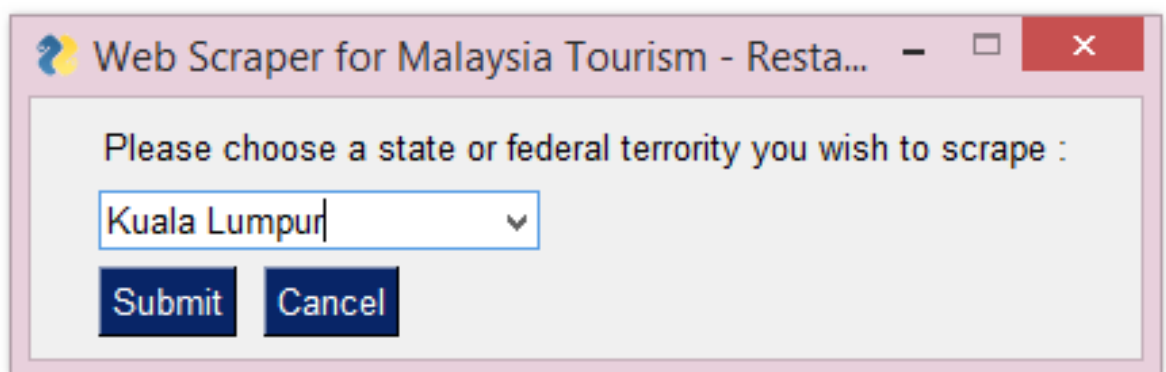 Web Scraper for Malaysia Tourism - Resta...
Please choose a state or federal terrority you wish to scrape :
Kuala Lumpur
Submit Cancel